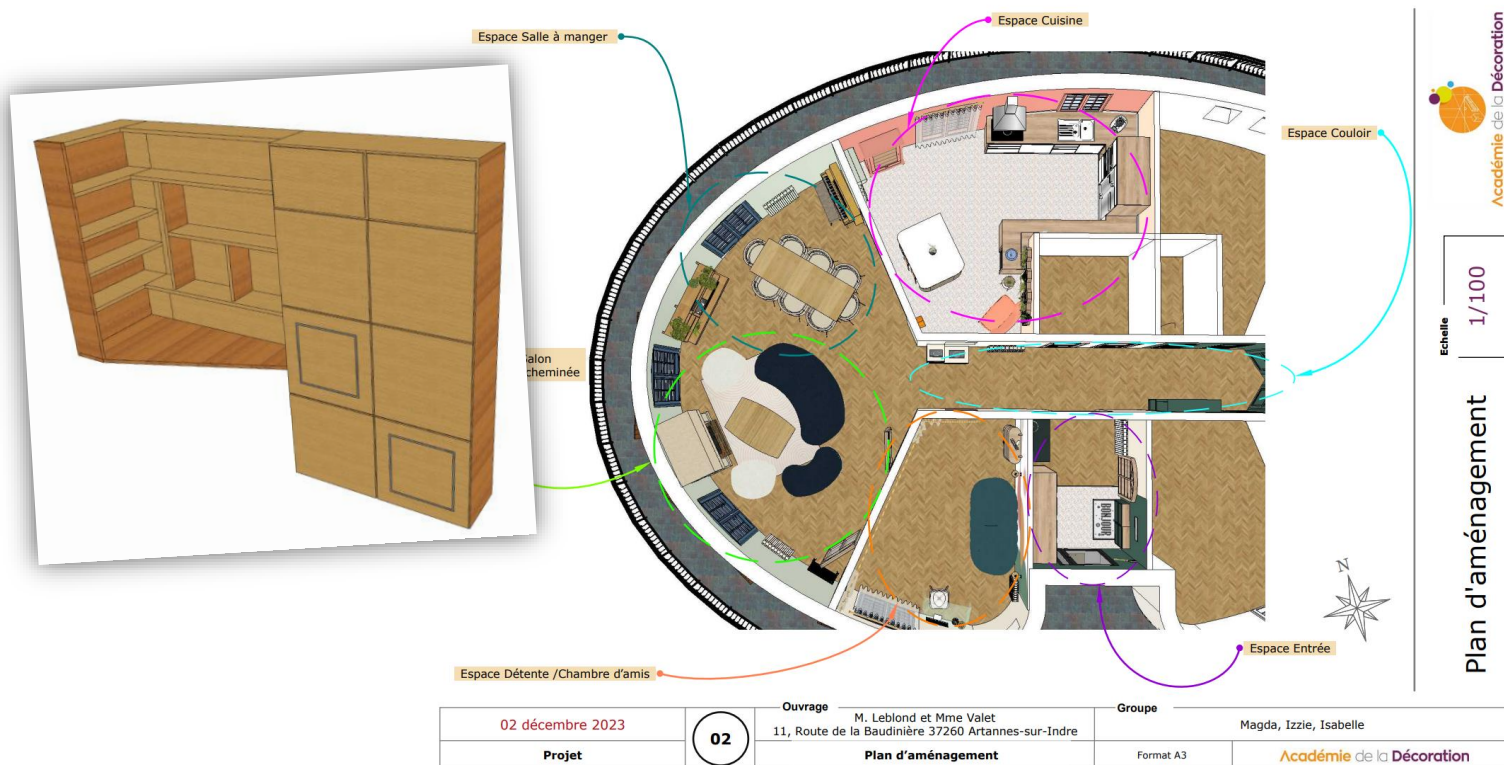 Espace Salle à manger
Espace Cuisine
Espace Couloir
Salon
cheminée
BONJOUR
Espace Détente /Chambre d'amis
Espace Entrée
N
Académie de la Décoration
Echelle
1/100
Plan d'aménagement
02 décembre 2023
Projet
02
Ouvrage
M. Leblond et Mme Valet
11, Route de la Baudinière 37260 Artannes-sur-Indre
Plan d'aménagement
Groupe
Magda, Izzie, Isabelle
Format A3
Académie de la Décoration